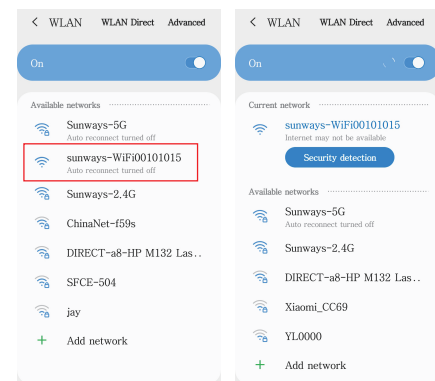 WLAN WLAN Direct Advanced
On
Available networks
Sunways-5G
Auto reconnect turned off
sunways-WiFi00101015
Auto reconnect turned off
Sunways-2.4G
ChinaNet-f59s
DIRECT-a8-HP M132 Las..
SFCE-504
jay
+ Add network
WLAN WLAN Direct Advanced
On
Current network
sunways-WiFi00101015
Internet may not be available
Security detection
Available networks
Sunways-5G
Auto reconnect turned off
Sunways-2,4G
DIRECT-a8-HP M132 Las..
Xiaomi_CC69
YL0000
+ Add network